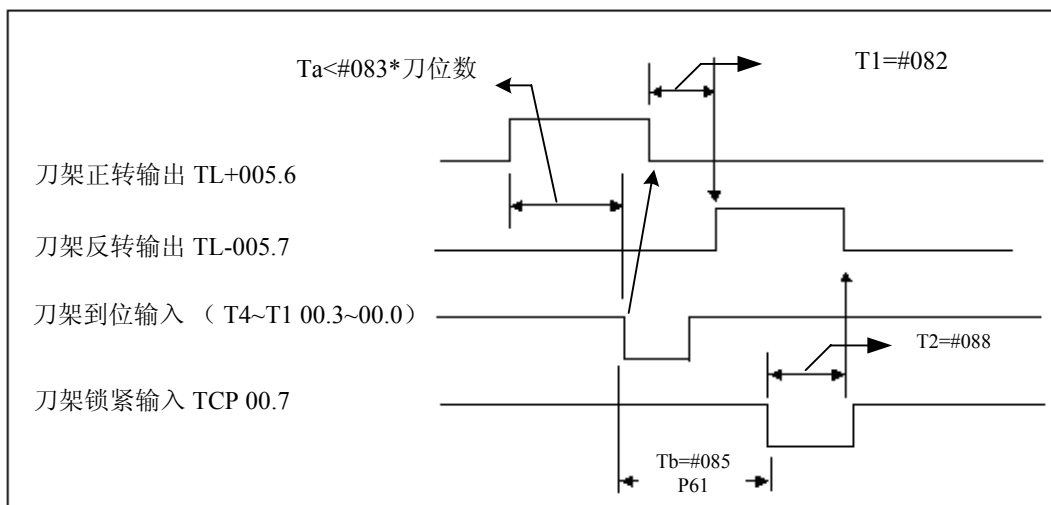 Ta<#083*刀位数
T1=#082
刀架正转输出 TL+005.6
刀架反转输出 TL-005.7
刀架到位输入 （ T4~T1 00.3~00.0）
T2=#088
刀架锁紧输入 TCP 00.7
Tb=#085
P61